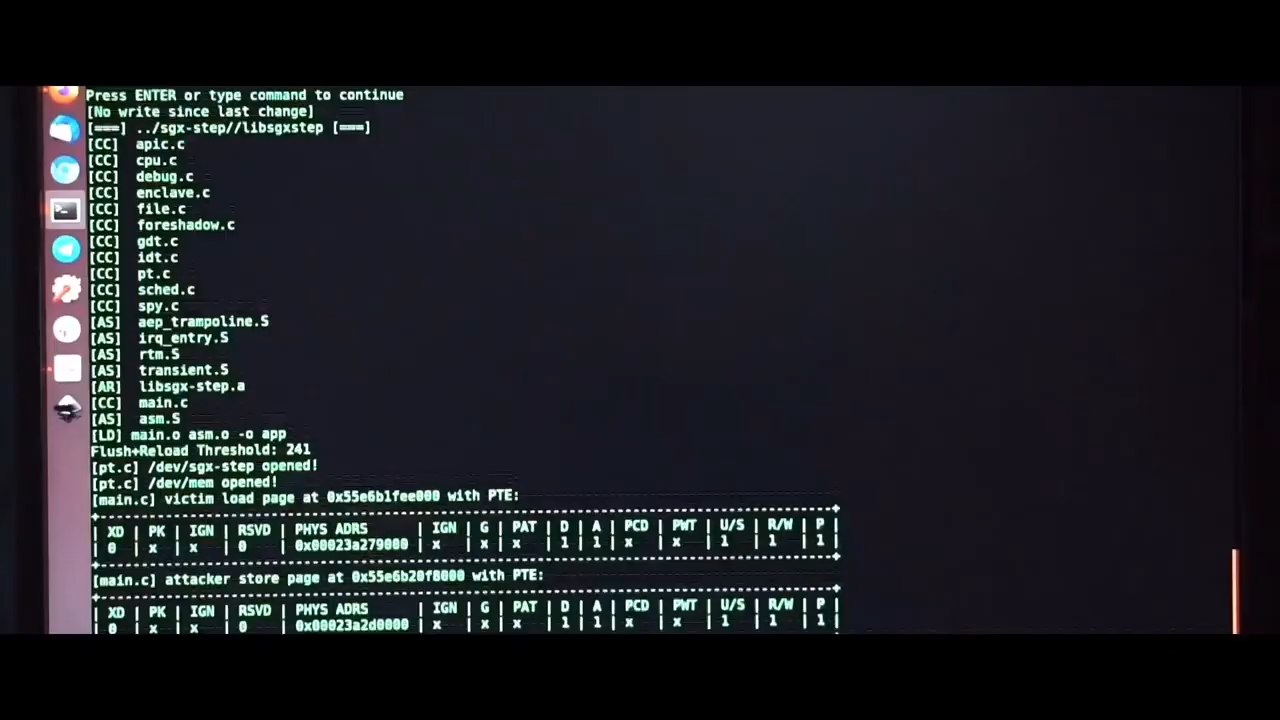 Press ENTER or type command to continue
[No write since last change]
[===] ../sgx-step//libsgxstep [===]
[CC] apic.c
[CC] cpu.c
[CC] debug.c
[CC] enclave.c
[CC] file.c
[CC] foreshadow.c
[CC] gdt.c
[CC] idt.c
[CC] pt.c
[CC] sched.c
[CC] spy.c
[AS] aep_trampoline.S
[AS] irq_entry.S
[AS] rtm.S
[AS] transient.S
[AR] libsgx-step.a
[CC] main.c
[AS] asm.S
[LD] main.o asm.o -o app
Flush+Reload Threshold: 241
[pt.c] /dev/sgx-step opened!
[pt.c] /dev/mem opened!
[main.c] victim load page at 0x55e6b1fee000 with PTE:
| XD | PK | IGN | RSVD | PHYS ADRS | IGN | G | PAT | D | A | PCD | PWT | U/S | R/W | P |
| 0 | x | x | 0 | 0x00023a279000 | x | x | x | 1 | 1 | x | x | 1 | 1 | 1 |
[main.c] attacker store page at 0x55e6b20f8000 with PTE:
| XD | PK | IGN | RSVD | PHYS ADRS | IGN | G | PAT | D | A | PCD | PWT | U/S | R/W | P |
| 0 | x | x | 0 | 0x00023a2d0000 | x | x | x | 1 | 1 | x | x | 1 | 1 | 1 |